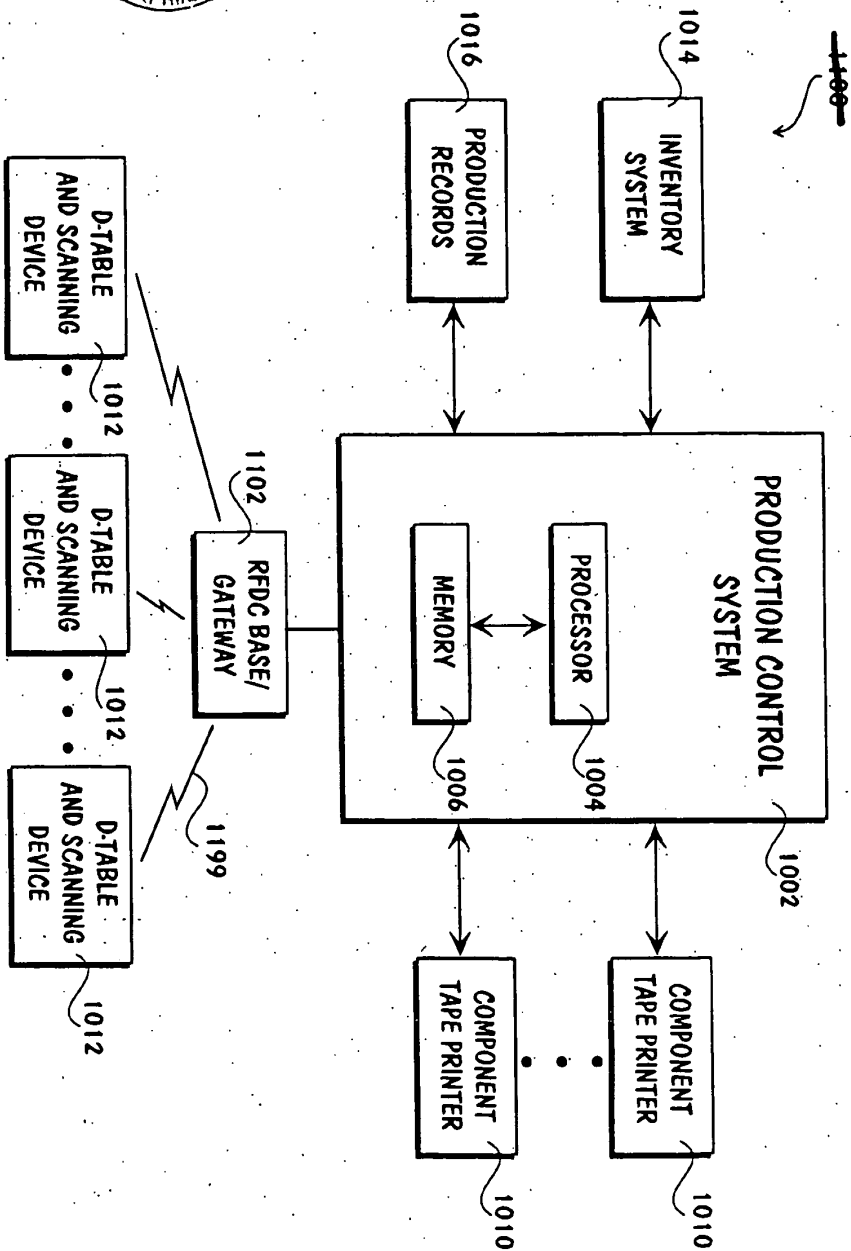 1100
PRODUCTION CONTROL
SYSTEM
1002
1014
INVENTORY
SYSTEM
PROCESSOR
1004
COMPONENT
TAPE PRINTER
1010
1016
PRODUCTION
RECORDS
MEMORY
1006
COMPONENT
TAPE PRINTER
1010
1102
RFDC BASE/
GATEWAY
1199
D-TABLE
AND SCANNING
DEVICE
1012
D-TABLE
AND SCANNING
DEVICE
1012
D-TABLE
AND SCANNING
DEVICE
1012